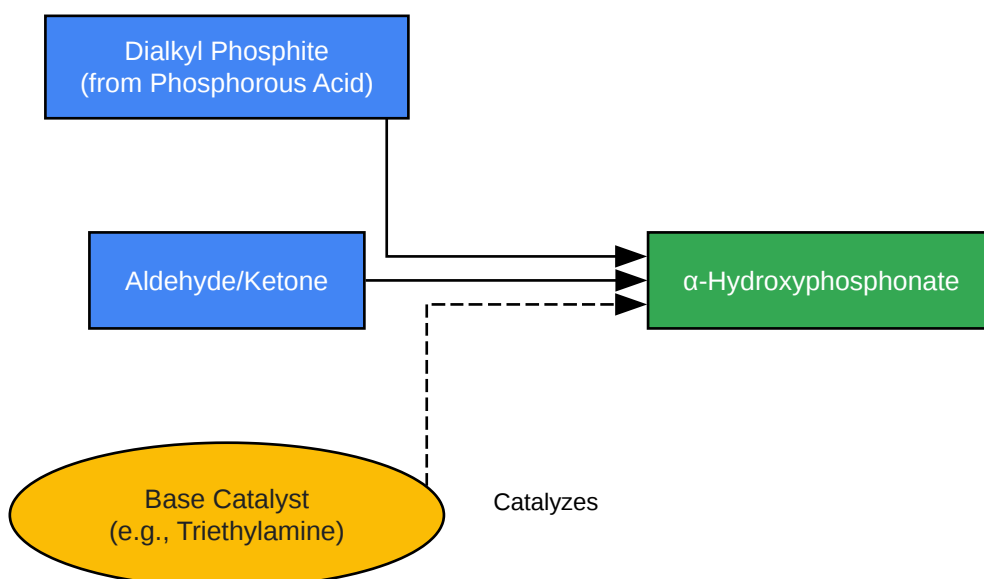 Dialkyl Phosphite
(from Phosphorous Acid)
Aldehyde/Ketone
α-Hydroxyphosphonate
Base Catalyst
(e.g., Triethylamine)
Catalyzes